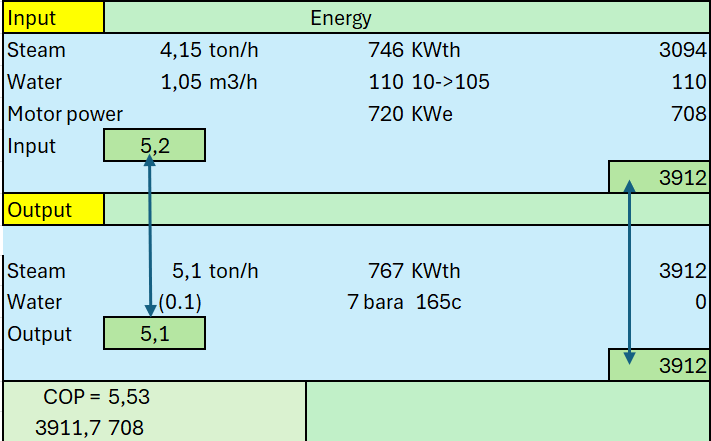 Input Energy
Steam 4,15 ton/h 746 KWth 3094
Water 1,05 m3/h 110 10->105 110
Motor power 720 KWe 708
Input 5,2
3912
Output
Steam 5,1 ton/h 767 KWth 3912
Water (0.1) 7 bara 165c 0
Output 5,1
3912
COP = 5,53
3911,7 708